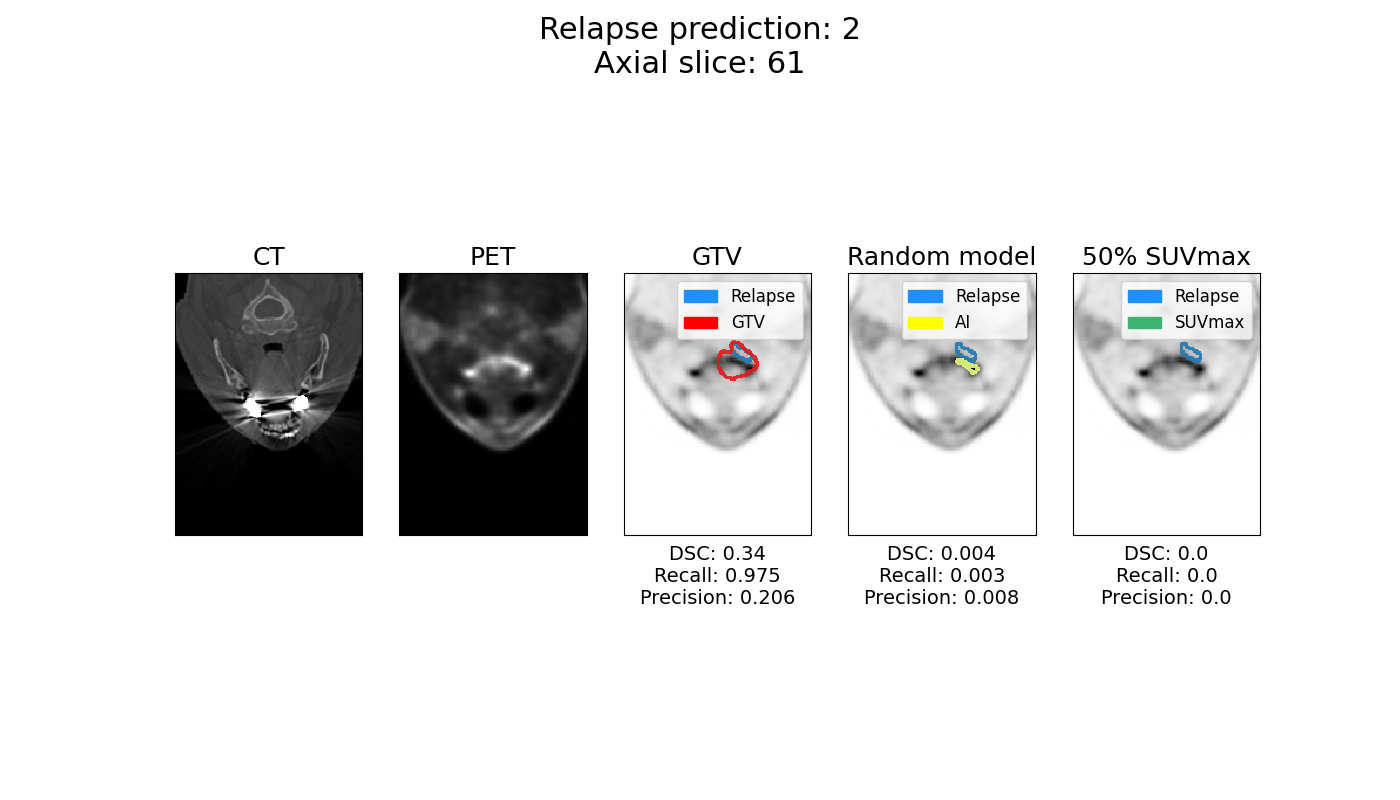 Relapse prediction: 2
Axial slice: 61
CT
PET
GTV
Random model
50% SUVmax
Relapse
GTV
Relapse
AI
Relapse
SUVmax
DSC: 0.34
Recall: 0.975
Precision: 0.206
DSC: 0.004
Recall: 0.003
Precision: 0.008
DSC: 0.0
Recall: 0.0
Precision: 0.0